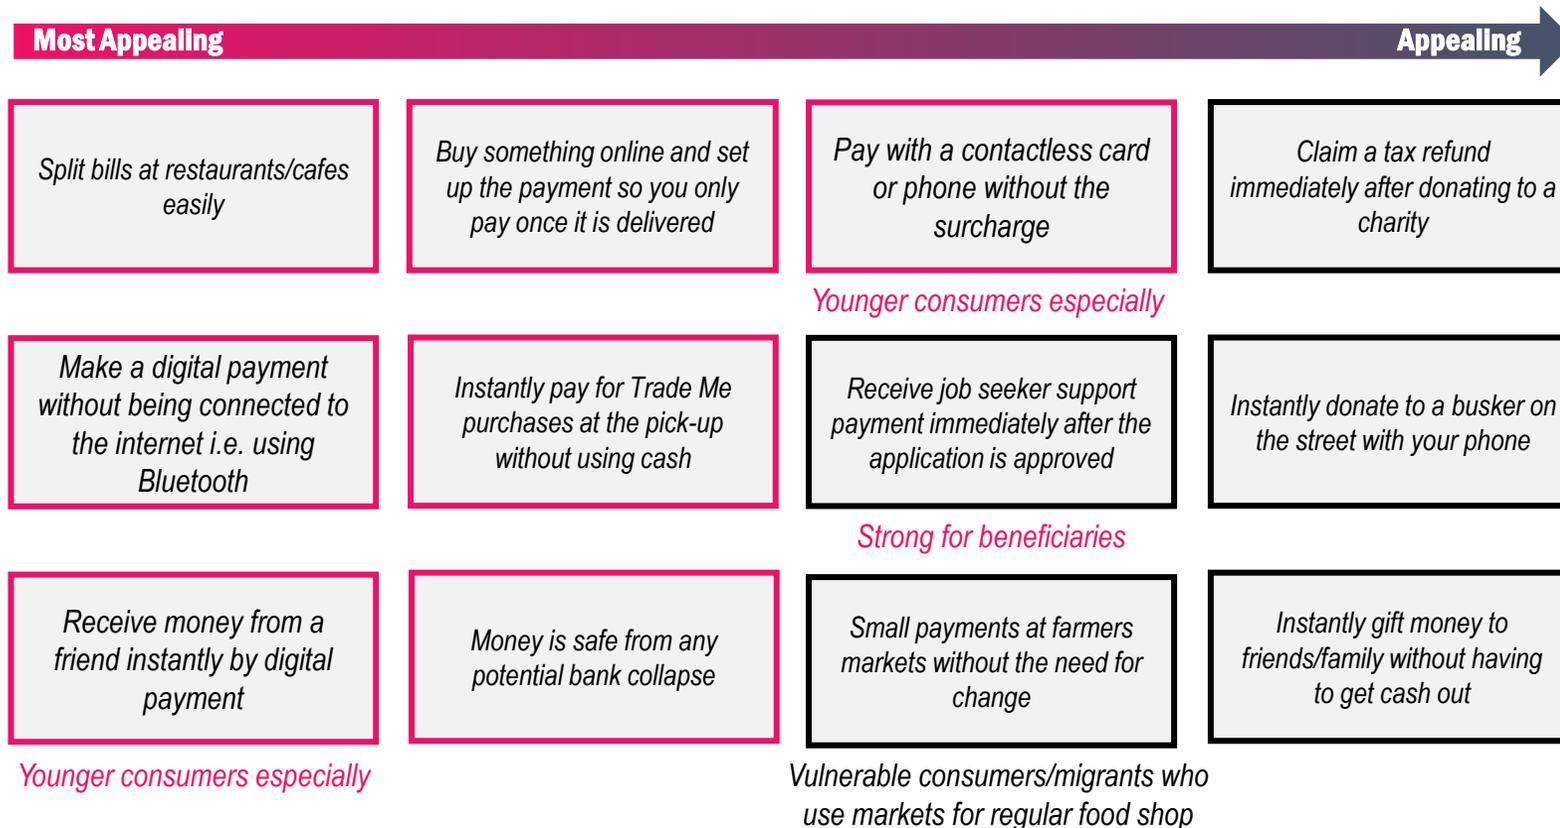 Most Appealing
Appealing
Split bills at restaurants/cafes
easily
Buy something online and set
up the payment so you only
pay once it is delivered
Pay with a contactless card
or phone without the
surcharge
Claim a tax refund
immediately after donating to a
charity
Younger consumers especially
Make a digital payment
without being connected to
the internet i.e. using
Bluetooth
Instantly pay for Trade Me
purchases at the pick-up
without using cash
Receive job seeker support
payment immediately after the
application is approved
Instantly donate to a busker on
the street with your phone
Strong for beneficiaries
Receive money from a
friend instantly by digital
payment
Money is safe from any
potential bank collapse
Small payments at farmers
markets without the need for
change
Instantly gift money to
friends/family without having
to get cash out
Younger consumers especially
Vulnerable consumers/migrants who
use markets for regular food shop